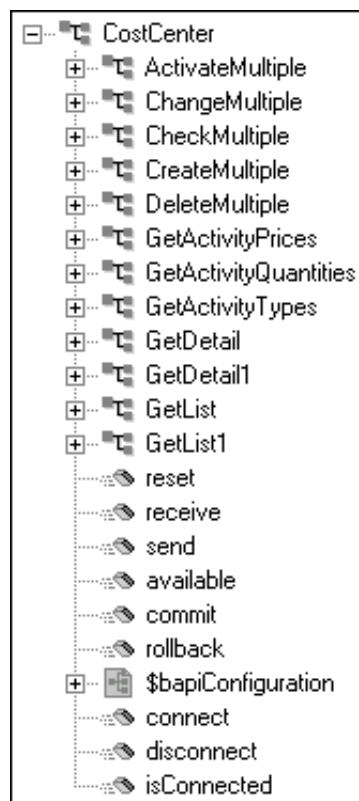 CostCenter
ActivateMultiple
ChangeMultiple
CheckMultiple
CreateMultiple
DeleteMultiple
GetActivityPrices
GetActivityQuantities
GetActivityTypes
GetDetail
GetDetail1
GetList
GetList1
reset
receive
send
available
commit
rollback
$bapiConfiguration
connect
disconnect
isConnected